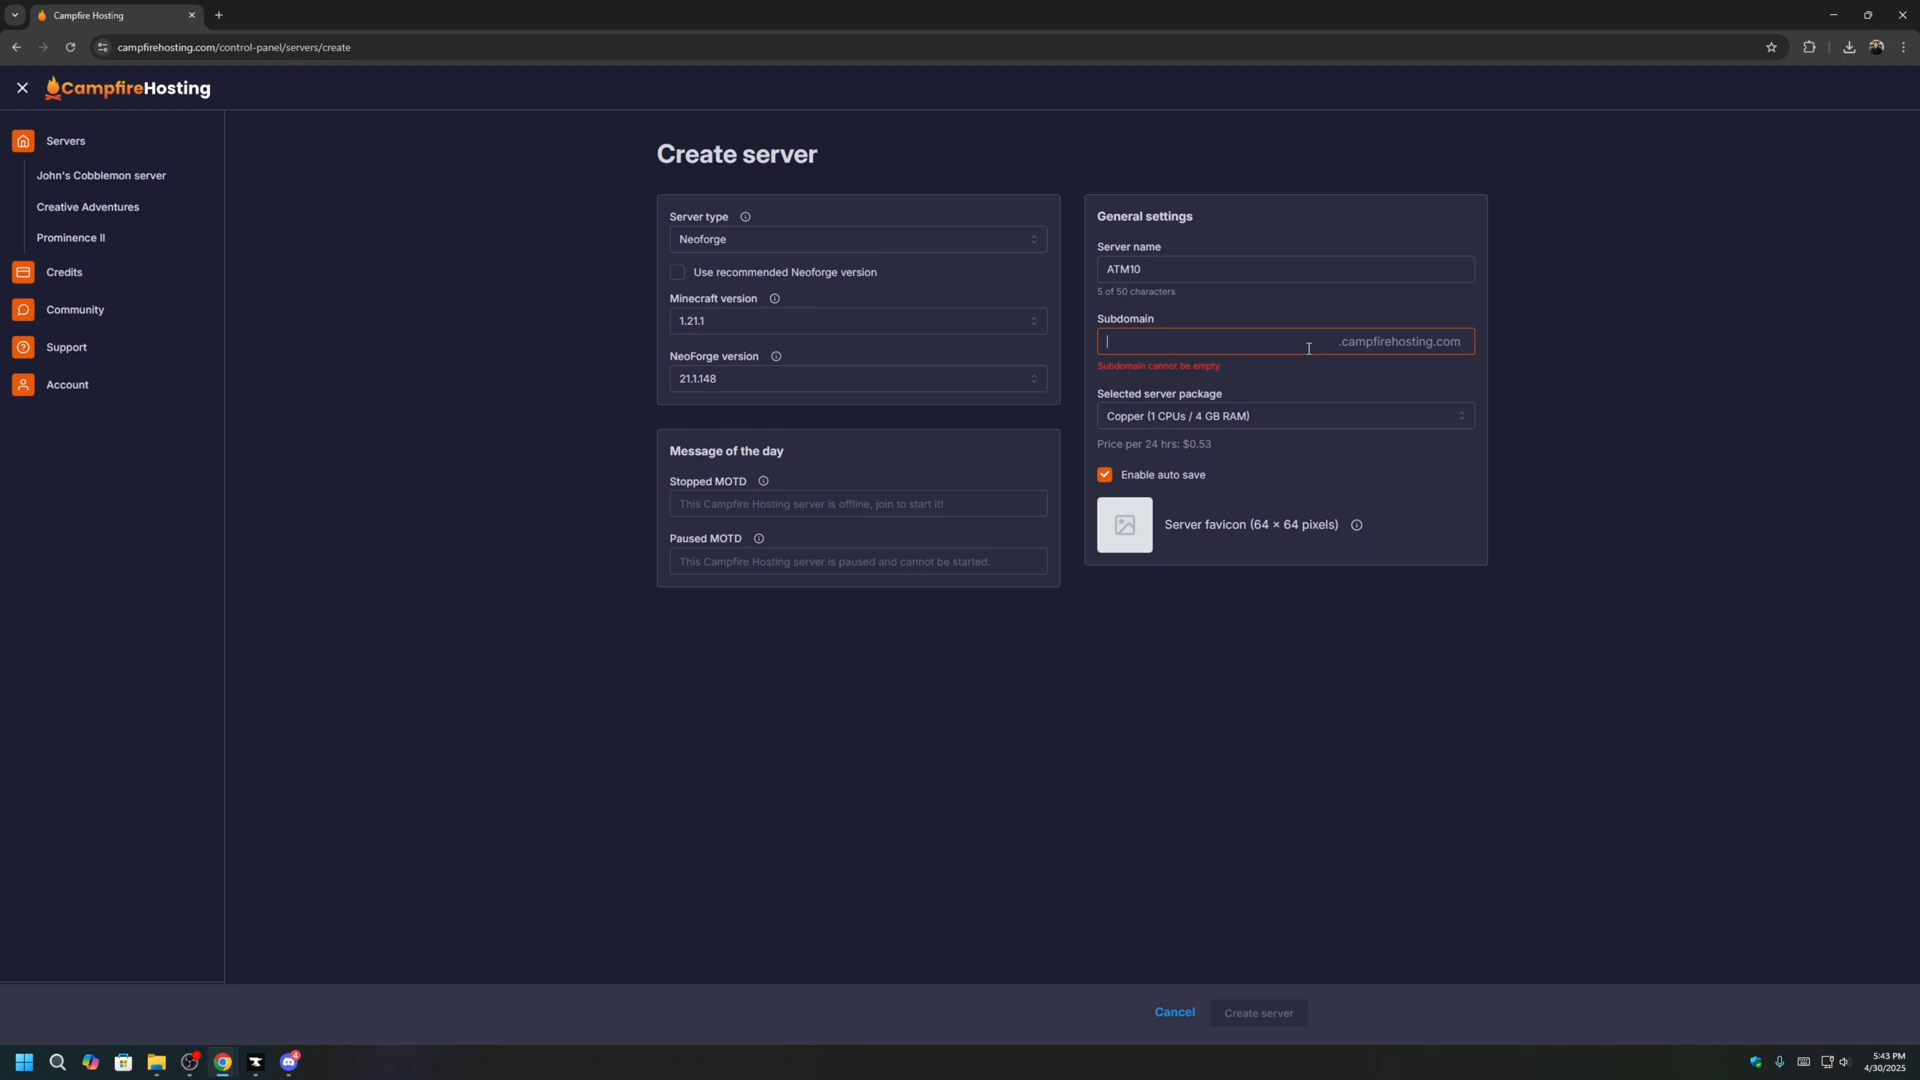 Campfire Hosting
campfirehosting.com/control-panel/servers/create
CampfireHosting
Servers
John's Cobblemon server
Creative Adventures
Prominence II
Credits
Community
Support
Account
Create server
Server type
Neoforge
Use recommended Neoforge version
Minecraft version
1.21.1
NeoForge version
21.1.148
Message of the day
Stopped MOTD
This Campfire Hosting server is offline, join to start it!
Paused MOTD
This Campfire Hosting server is paused and cannot be started.
General settings
Server name
ATM10
5 of 50 characters
Subdomain
.campfirehosting.com
Subdomain cannot be empty
Selected server package
Copper (1 CPUs / 4 GB RAM)
Price per 24 hrs: $0.53
Enable auto save
Server favicon (64 × 64 pixels)
Cancel
Create server
4
5:43 PM
4/30/2025